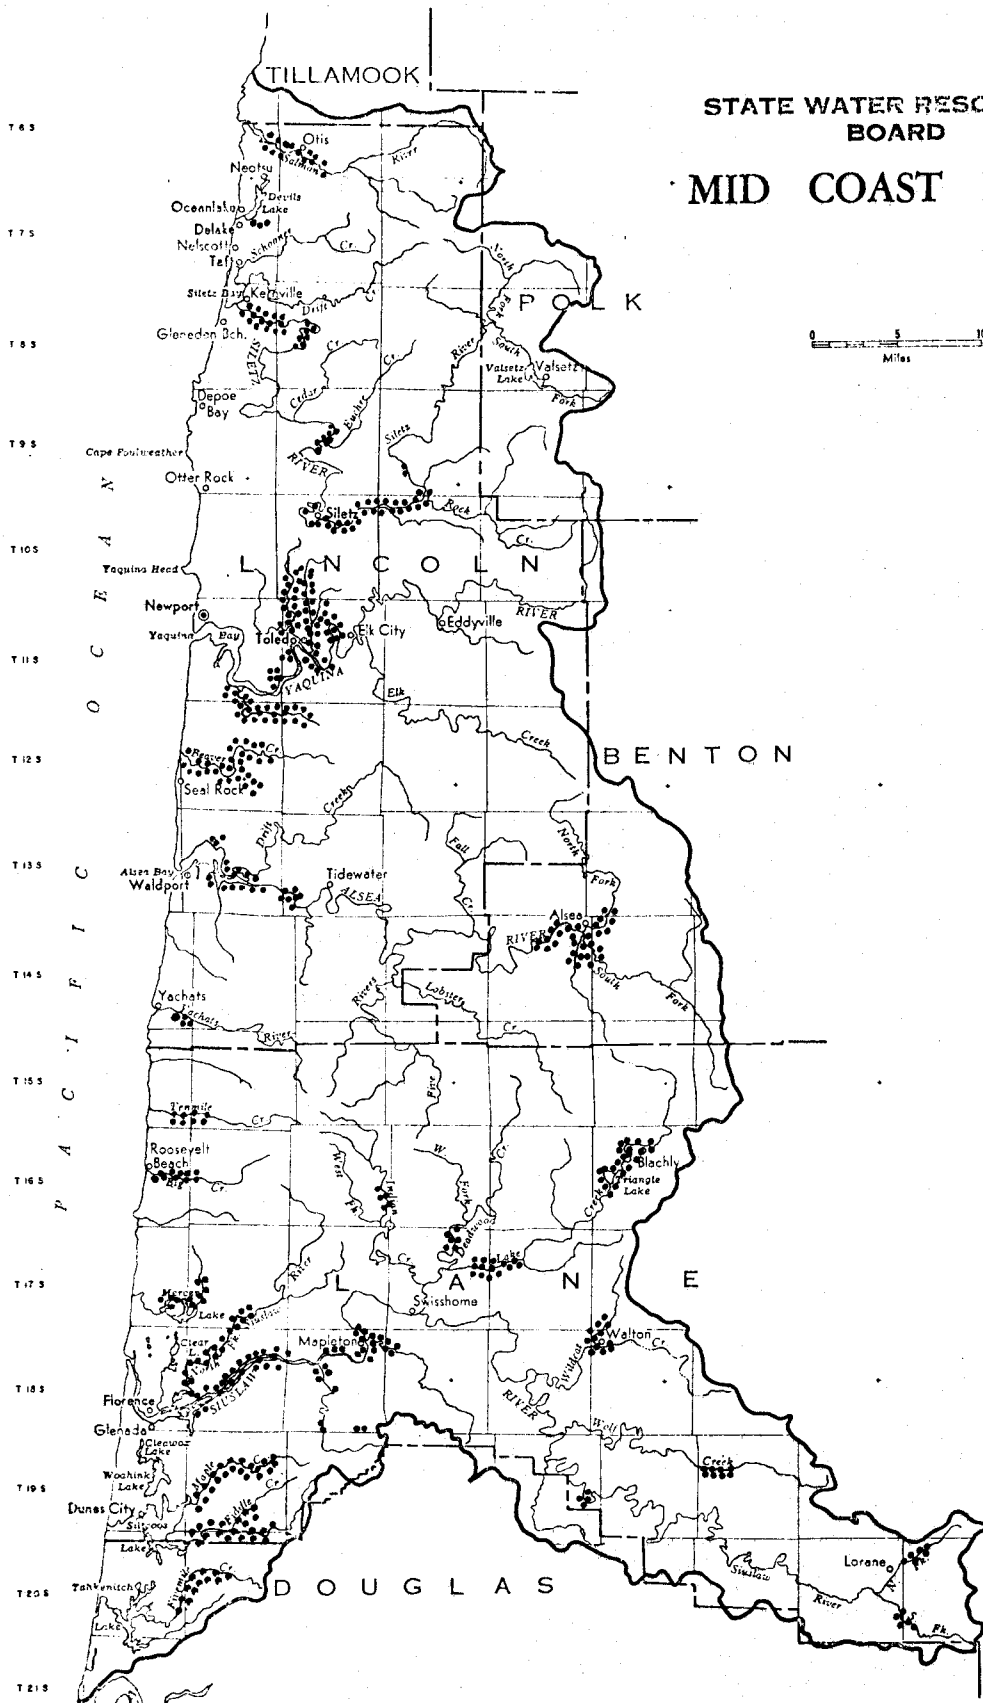 TILLAMOOK
STATE WATER RESO
BOARD
MID COAST
T 6 S
Otis
Salmon
River
Neotsu
Devils
Lake
Oceanlake
Delake
T 7 S
Nelscott
Schooner
Cr.
Taft
North
Fork
Siletz Bay
Kernville
Drift
Cr.
POLK
Gleneden Bch.
0 5 10
Miles
T 8 S
SILETZ
Cr.
Cr.
River
South
Valsetz
Lake
Valsetz
Fork
Depoe
Bay
Cedar
Euchre
T 9 S
Siletz
Cape Foulweather
RIVER
Otter Rock
Siletz
Rock
Cr.
T 10 S
LINCOLN
Yaquina Head
Newport
RIVER
Eddyville
Yaquina Bay
Toledo
Elk City
T 11 S
YAQUINA
Elk
Creek
PACIFIC OCEAN
BENTON
T 12 S
Beaver
Cr.
Seal Rock
Creek
Drift
Fall
Cr.
North
Fork
T 13 S
Alsea Bay
Waldport
Tidewater
ALSEA
Alsea
RIVER
South
Fork
T 14 S
Rivers
Lobster
Cr.
Yachats
Yachats
River
T 15 S
Five
Tenmile
Cr.
Roosevelt
Beach
Big
Cr.
T 16 S
West
Fk.
Indian
W.
Fork
Cr.
Deadwood
Blachly
Triangle
Lake
Creek
River
Cr.
Lake
T 17 S
LANE
Mercer
Lake
Swisshome
Clear
L.
North Fk. Siuslaw
Mapleton
Walton
Cr.
Wildcat
T 18 S
SIUSLAW
RIVER
Florence
Glenada
Wolf
Creek
Cleawox
Lake
Woahink
Lake
Maple
Cr.
T 19 S
Dunes City
Siltcoos
Lake
Fiddle
Cr.
Lorane
N.
Fk.
Siuslaw
River
S.
Fk.
T 20 S
Tahkenitch
Lake
Fivemile
Cr.
DOUGLAS
T 21 S